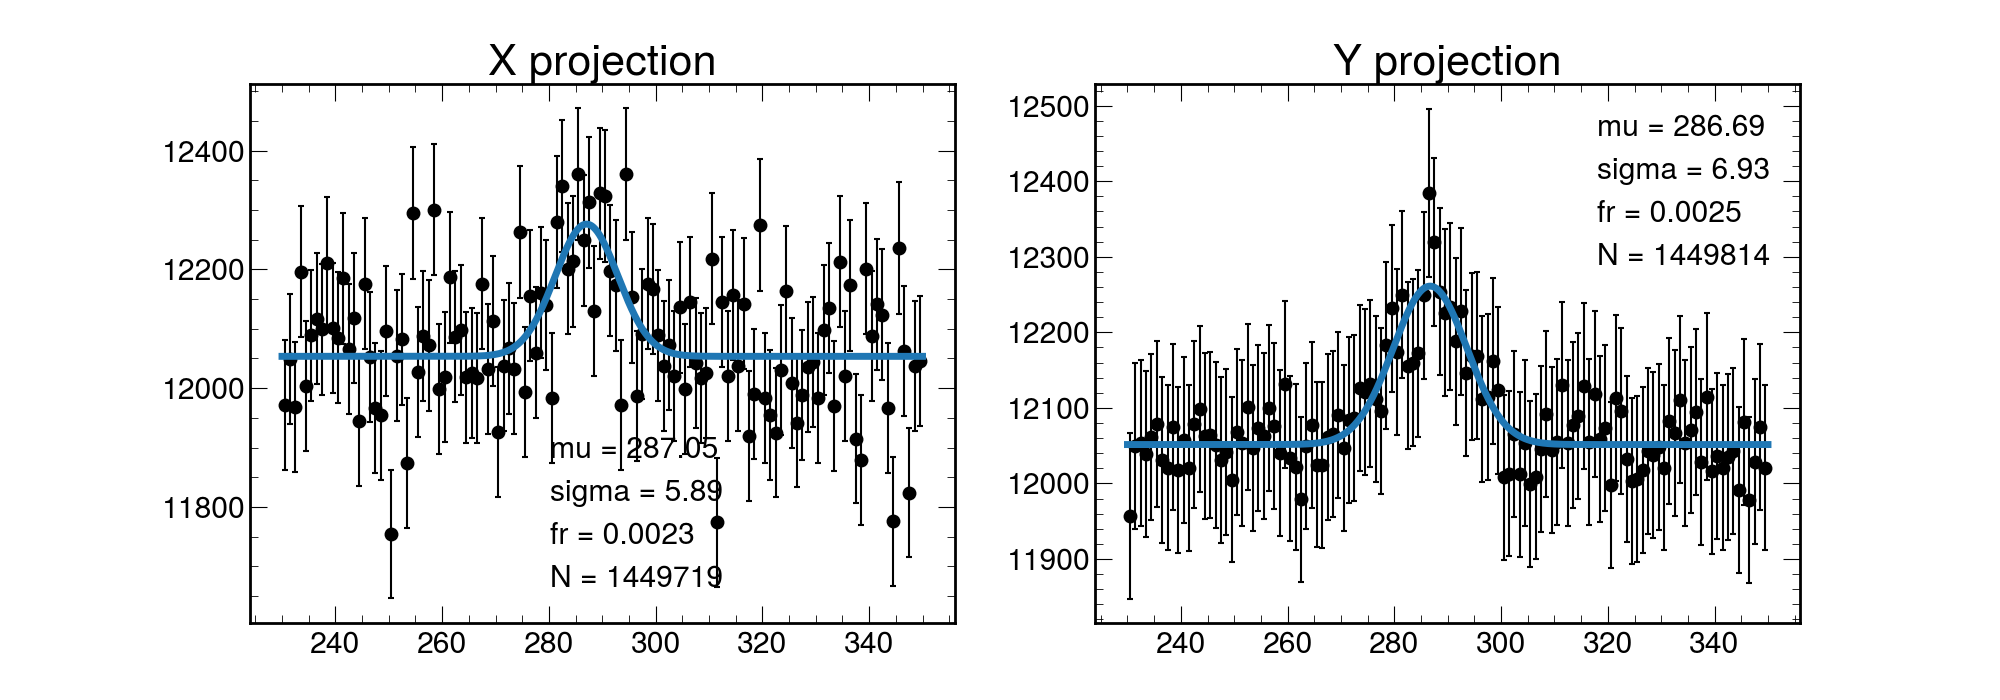 X projection
12400
12200
12000
11800
mu = 287.05
sigma = 5.89
fr = 0.0023
N = 1449719
240 260 280 300 320 340
Y projection
12500
12400
12300
12200
12100
12000
11900
mu = 286.69
sigma = 6.93
fr = 0.0025
N = 1449814
240 260 280 300 320 340